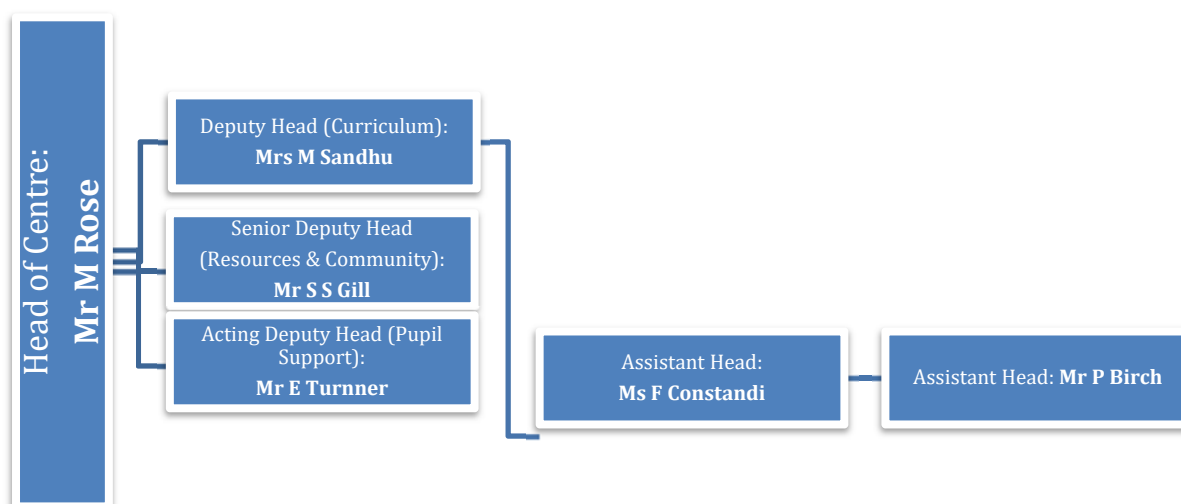 Head of Centre:
Mr M Rose
Deputy Head (Curriculum):
Mrs M Sandhu
Senior Deputy Head
(Resources & Community):
Mr S S Gill
Acting Deputy Head (Pupil
Support):
Mr E Turnner
Assistant Head:
Ms F Constandi
Assistant Head: Mr P Birch